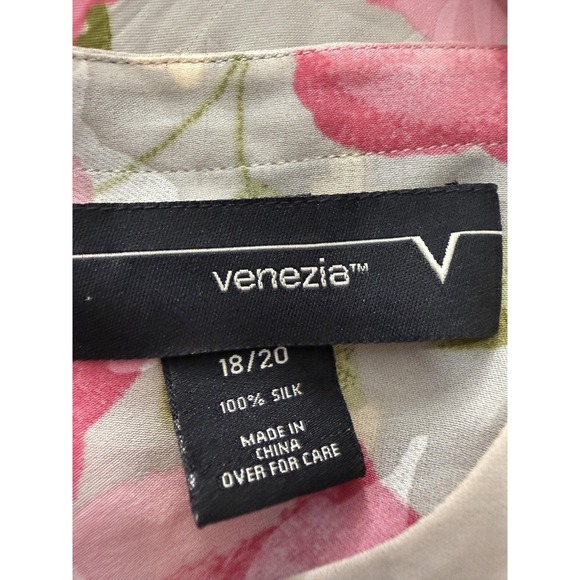 venezia™
18/20
100% SILK
MADE IN
CHINA
OVER FOR CARE